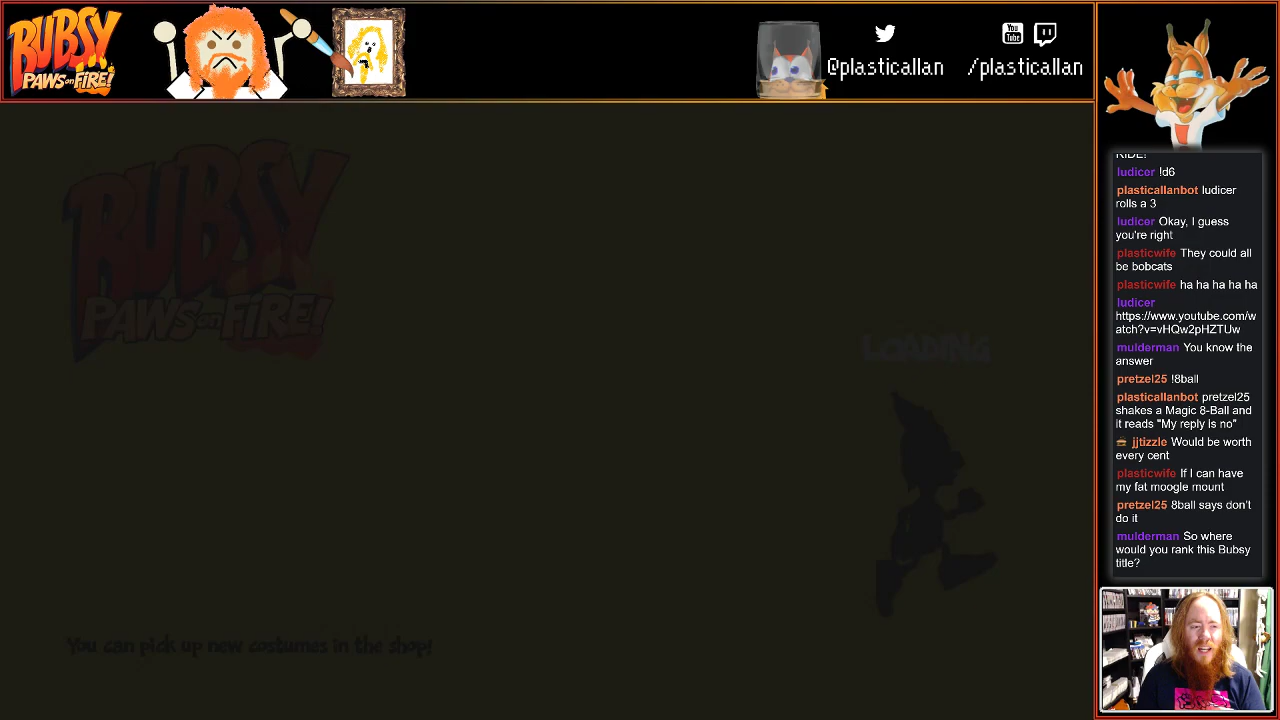 BUBSY
PAWS on FIRE!
@plasticallan
You Tube
/plasticallan
BUBSY
PAWS on FIRE!
LOADING
You can pick up new costumes in the shop!
RIDE!
ludicer !d6
plasticallanbot ludicer
rolls a 3
ludicer Okay, I guess
you're right
plasticwife They could all
be bobcats
plasticwife ha ha ha ha ha
ludicer
https://www.youtube.com/w
atch?v=vHQw2pHZTUw
mulderman You know the
answer
pretzel25 !8ball
plasticallanbot pretzel25
shakes a Magic 8-Ball and
it reads "My reply is no"
jjtizzle Would be worth
every cent
plasticwife If I can have
my fat moogle mount
pretzel25 8ball says don't
do it
mulderman So where
would you rank this Bubsy
title?